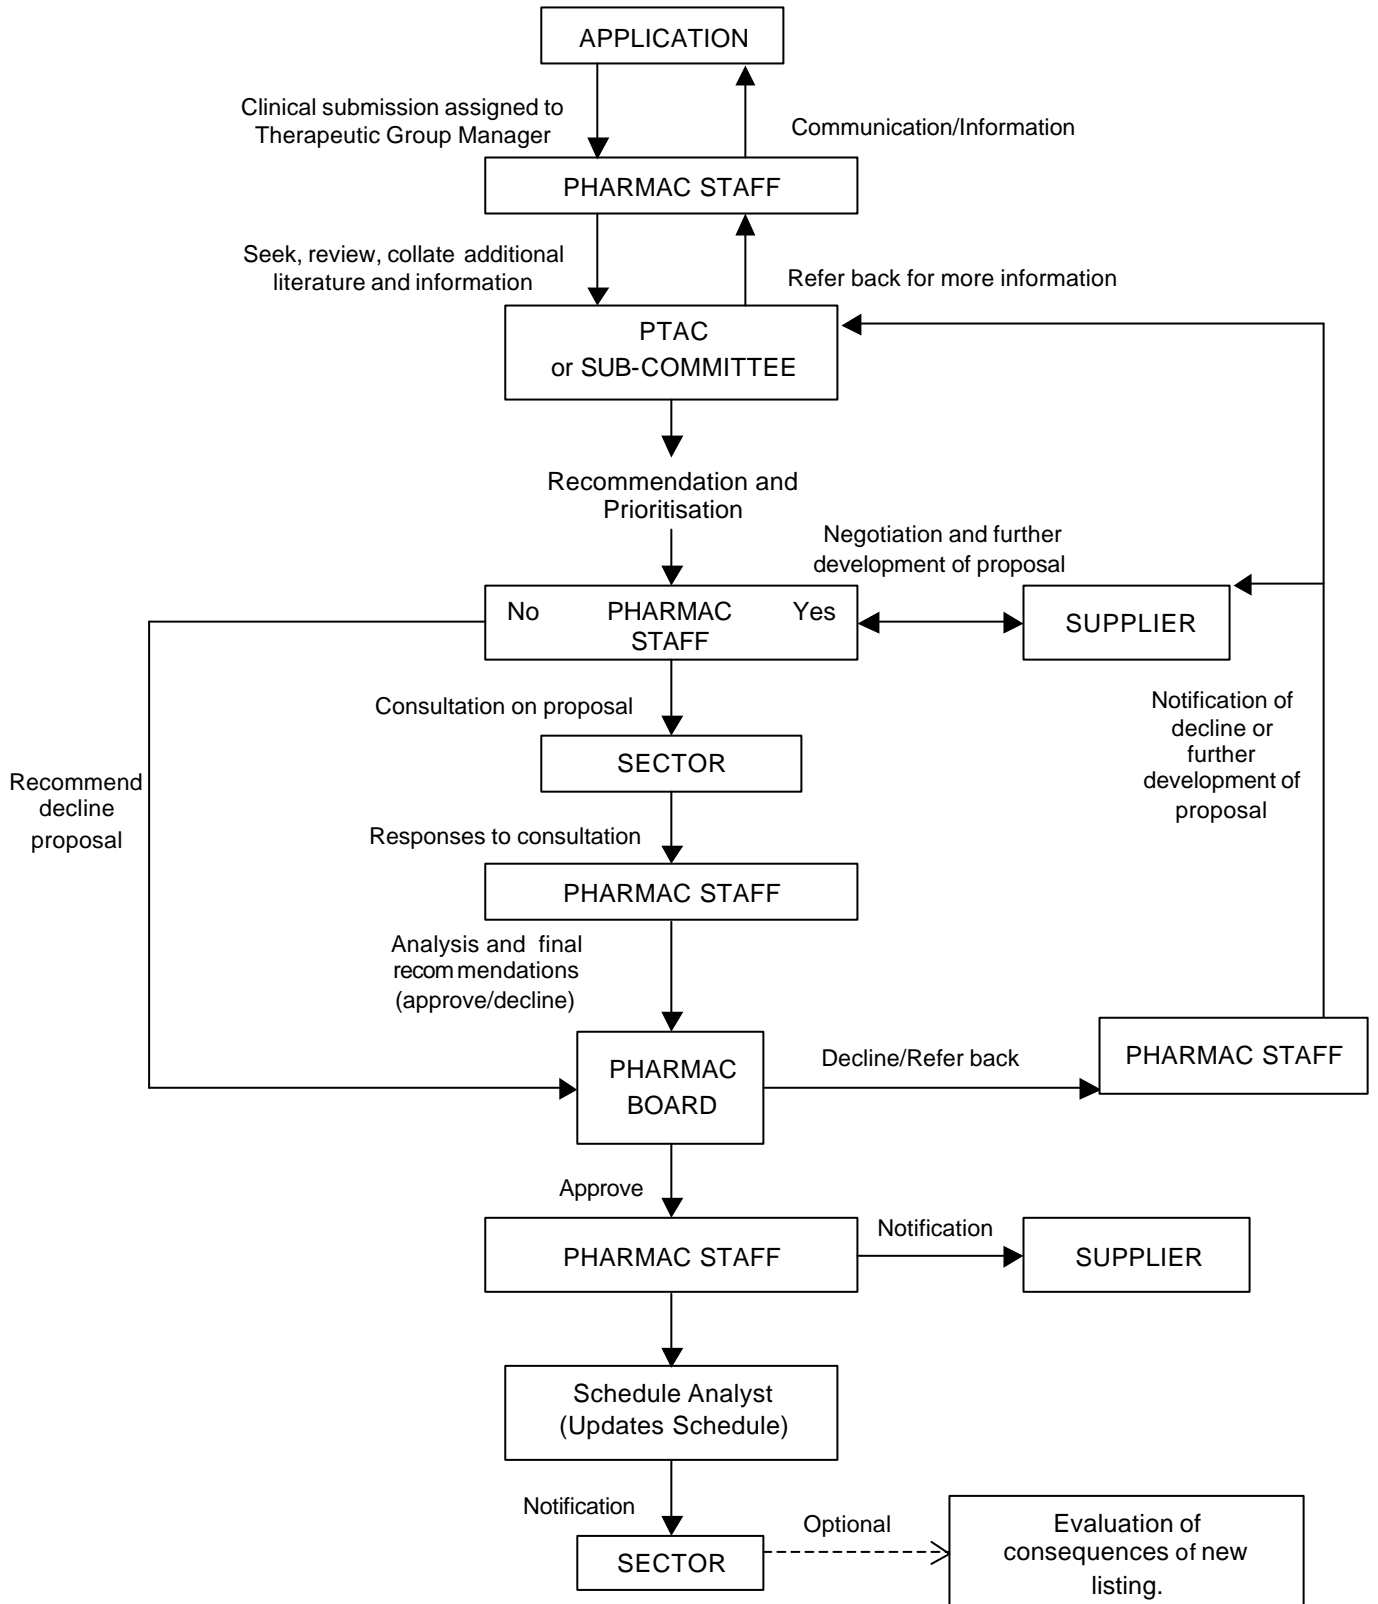 APPLICATION
Clinical submission assigned to
Therapeutic Group Manager
Communication/Information
PHARMAC STAFF
Seek, review, collate additional
literature and information
Refer back for more information
PTAC
or SUB-COMMITTEE
Recommendation and
Prioritisation
Negotiation and further
development of proposal
No PHARMAC Yes
STAFF
SUPPLIER
Consultation on proposal
Notification of
decline or
further
development of
proposal
SECTOR
Recommend
decline
proposal
Responses to consultation
PHARMAC STAFF
Analysis and final
recommendations
(approve/decline)
PHARMAC
BOARD
Decline/Refer back
PHARMAC STAFF
Approve
PHARMAC STAFF
Notification
SUPPLIER
Schedule Analyst
(Updates Schedule)
Notification
SECTOR
Optional
Evaluation of
consequences of new
listing.